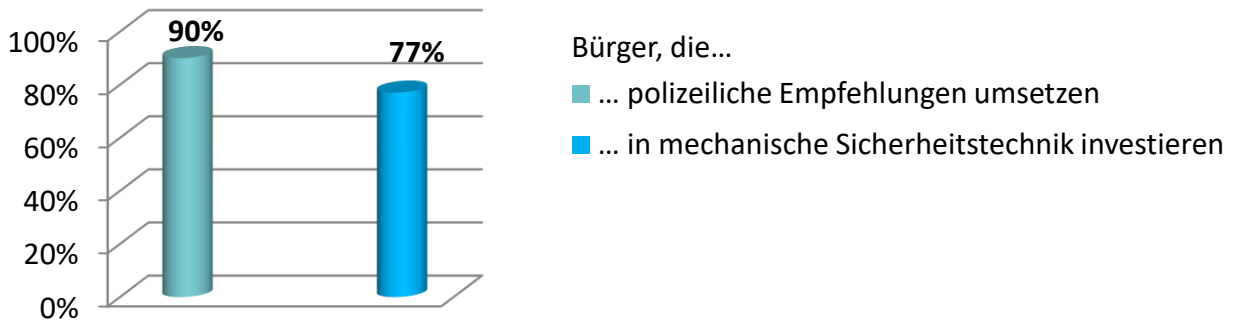 90%
77%
100%
80%
60%
40%
20%
0%
Bürger, die...
... polizeiliche Empfehlungen umsetzen
... in mechanische Sicherheitstechnik investieren